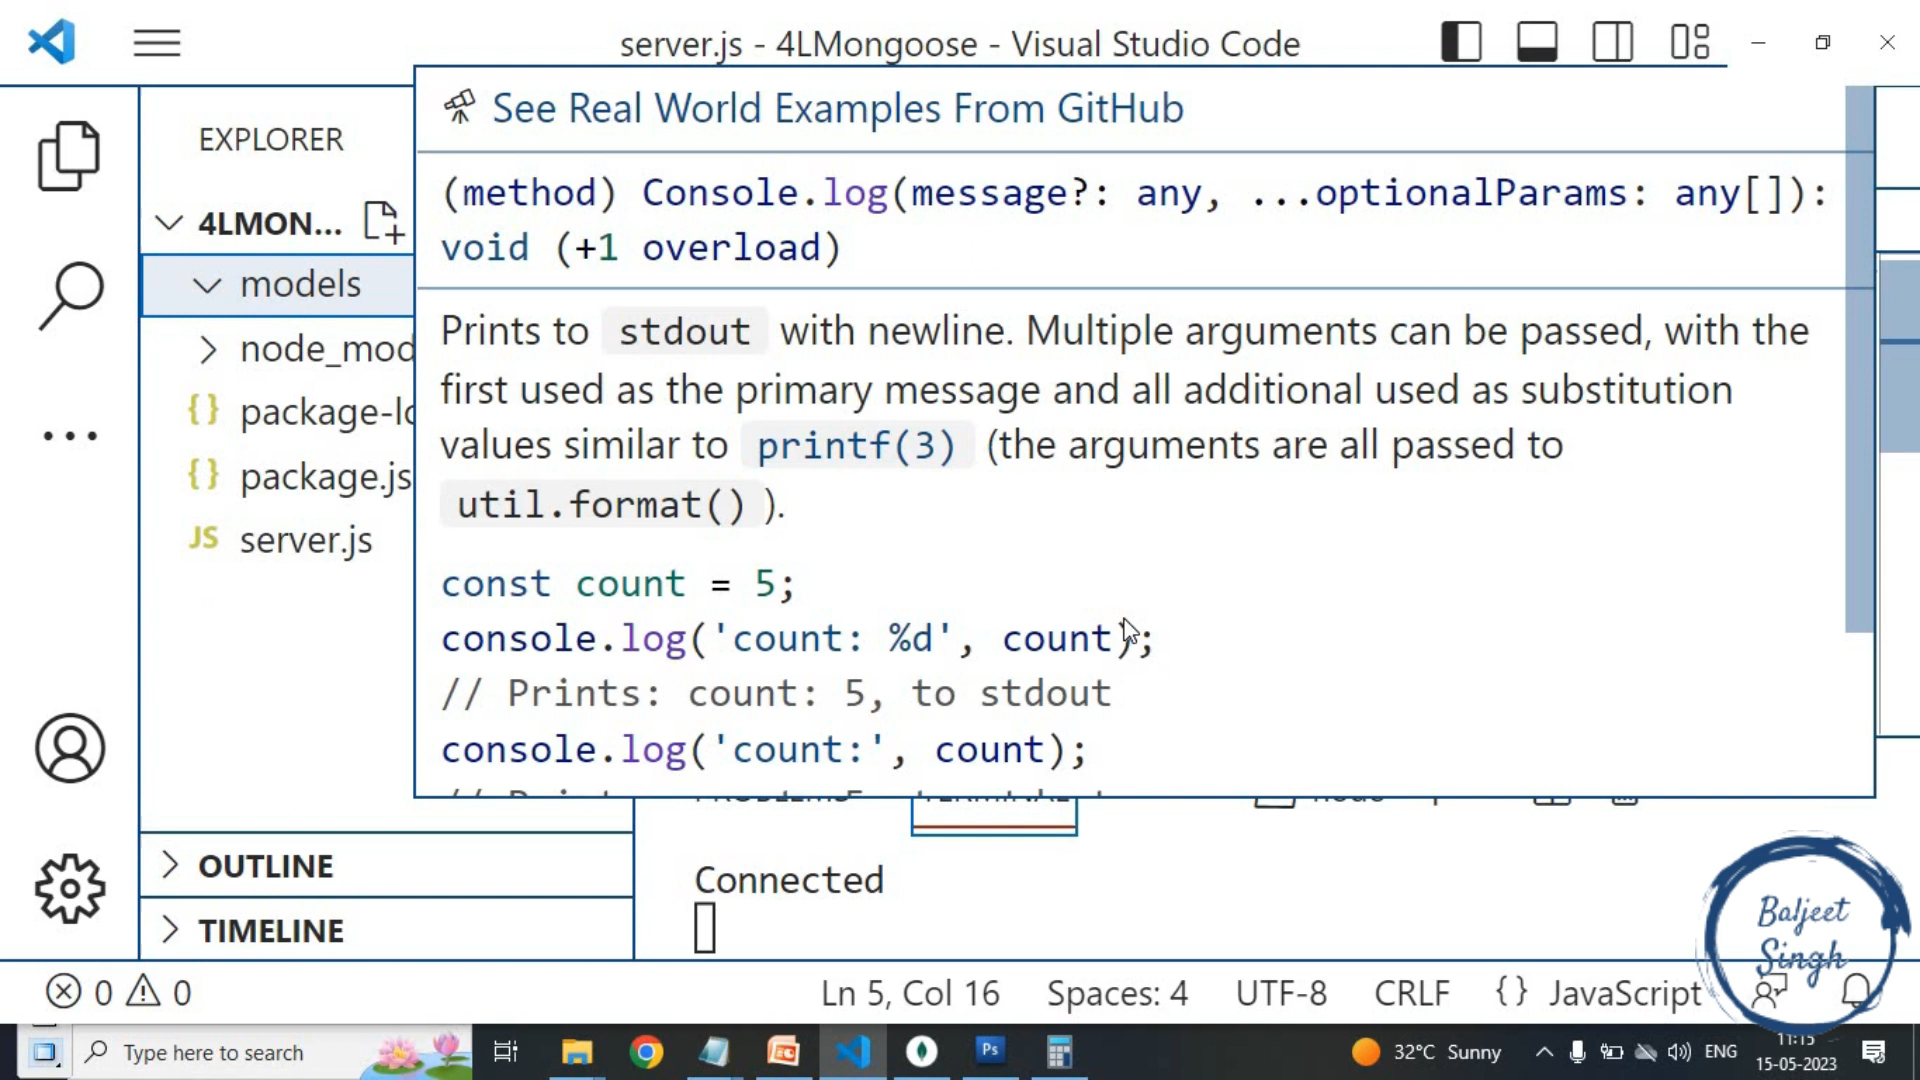 server.js - 4LMongoose - Visual Studio Code
See Real World Examples From GitHub
EXPLORER
(method) Console.log(message?: any, ...optionalParams: any[]):
4LMON...
void (+1 overload)
models
Prints to stdout with newline. Multiple arguments can be passed, with the
node_mod
first used as the primary message and all additional used as substitution
package-lo
values similar to printf(3) (the arguments are all passed to
package.js
util.format() ).
JS server.js
const count = 5;
console.log('count: %d', count);
// Prints: count: 5, to stdout
console.log('count:', count);
OUTLINE
Connected
TIMELINE
Baljeet
Singh
0 0
Ln 5, Col 16 Spaces: 4 UTF-8 CRLF {} JavaScript
Type here to search
Ps
32°C Sunny
ENG
11:15
15-05-2023